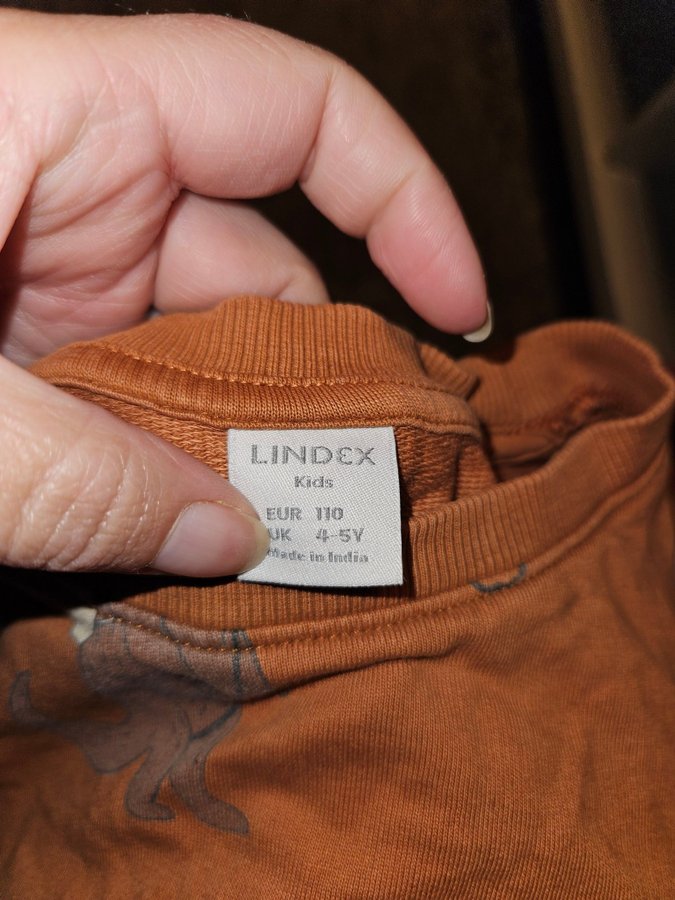 LINDEX
Kids
EUR 110
UK 4-5Y
Made in India